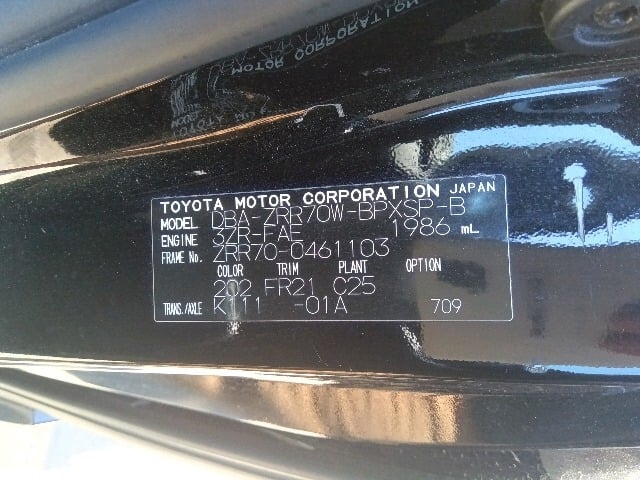 TOYOTA MOTOR CORPORATION JAPAN
MODEL DBA-ZRR70W-BPXSP-B
ENGINE 3ZR-FAE 1986 mL
FRAME No. ZRR70-0461103
COLOR TRIM PLANT OPTION
202 FR21 C25
TRANS./AXLE K111 -01A 709